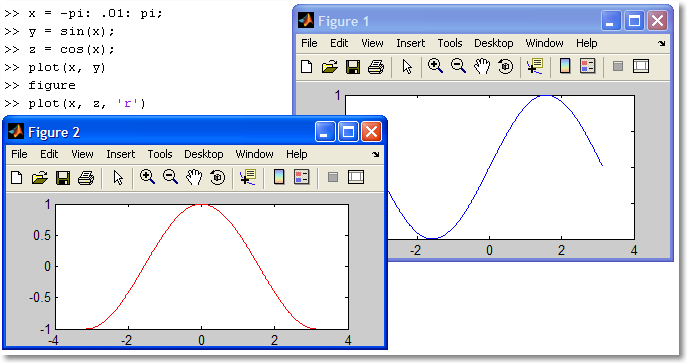 >> x = -pi: .01: pi;
>> y = sin(x);
>> z = cos(x);
>> plot(x, y)
>> figure
>> plot(x, z, 'r')
Figure 1
File Edit View Insert Tools Desktop Window Help
1
-2 0 2 4
Figure 2
File Edit View Insert Tools Desktop Window Help
1
0.5
0
-0.5
-1
-4 -2 0 2 4